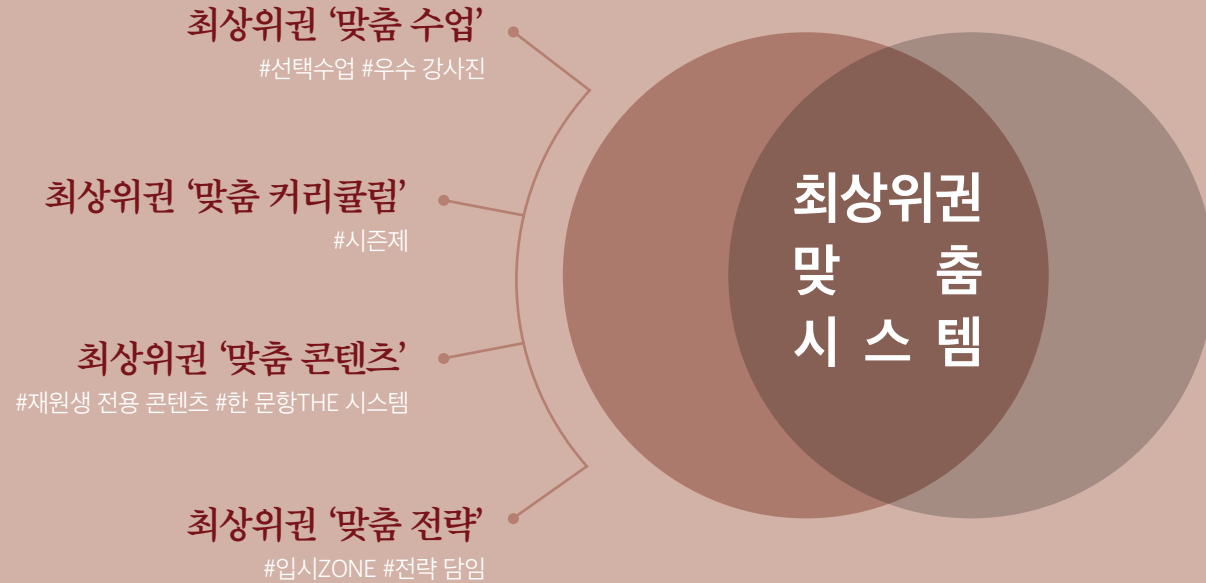 최상위권 ‘맞춤 수업’
#선택수업 #우수 강사진
최상위권 ‘맞춤 커리큘럼’
#시즌제
최상위권 ‘맞춤 콘텐츠’
#재원생 전용 콘텐츠 #한 문항THE 시스템
최상위권 ‘맞춤 전략’
#입시ZONE #전략 담임
최상위권
맞 춤
시 스 템